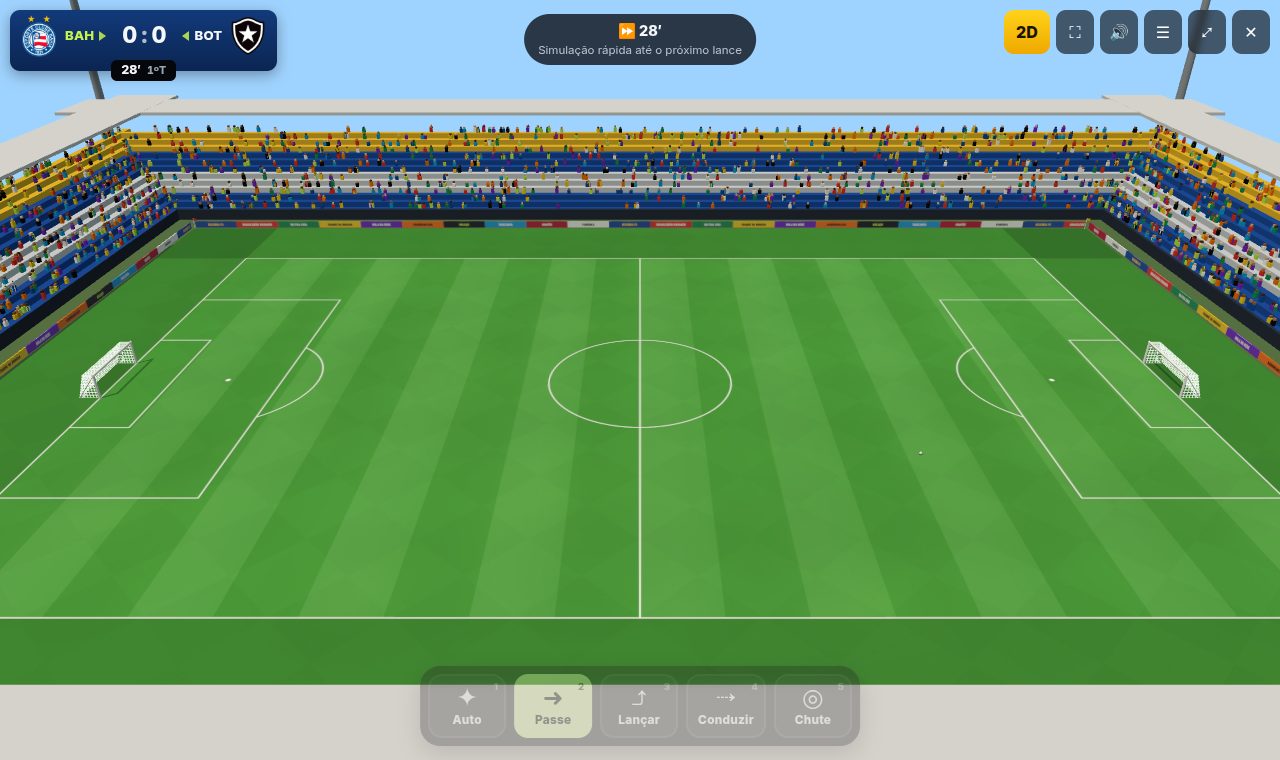 BAH 0:0 BOT
28' 1ºT
28'
Simulação rápida até o próximo lance
2D
1
Auto
2
Passe
3
Lançar
4
Conduzir
5
Chute